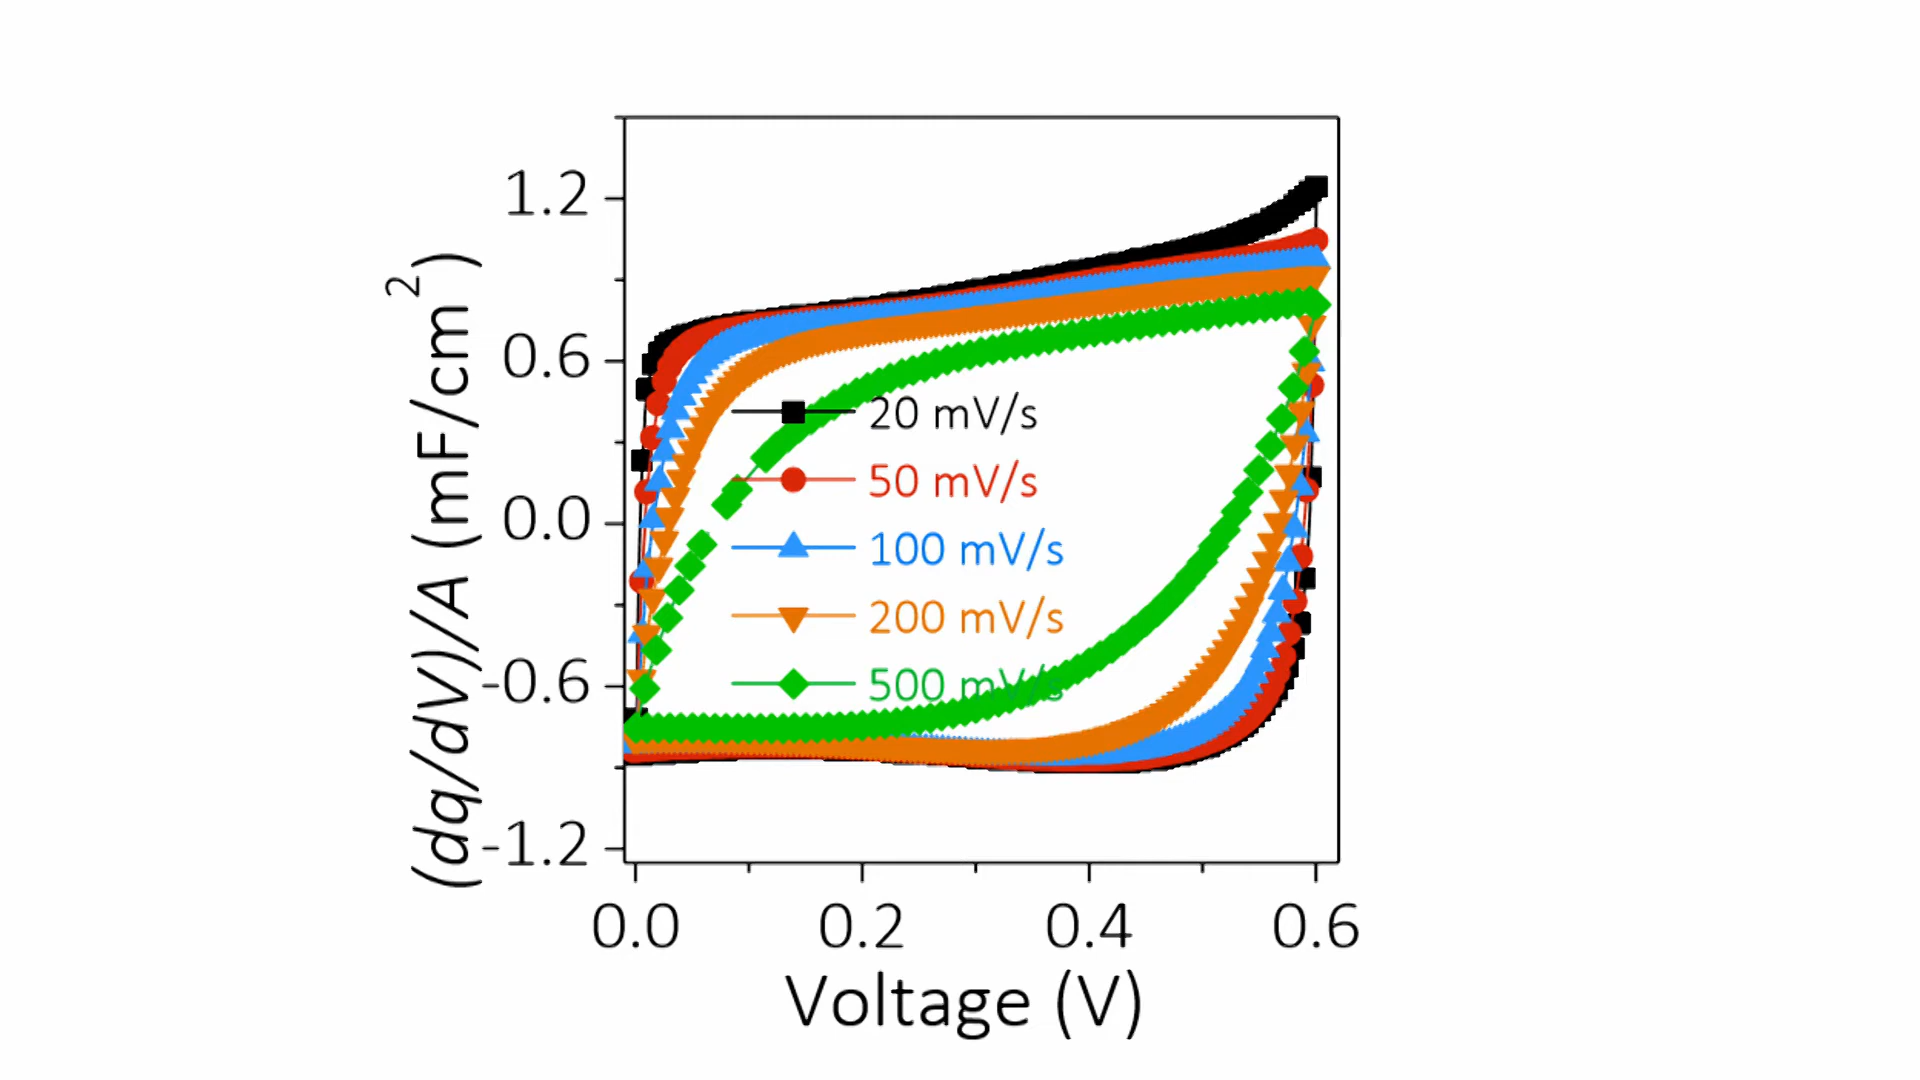 (dq/dV)/A (mF/cm²)
1.2
0.6
0.0
-0.6
-1.2
20 mV/s
50 mV/s
100 mV/s
200 mV/s
500 mV/s
0.0 0.2 0.4 0.6
Voltage (V)